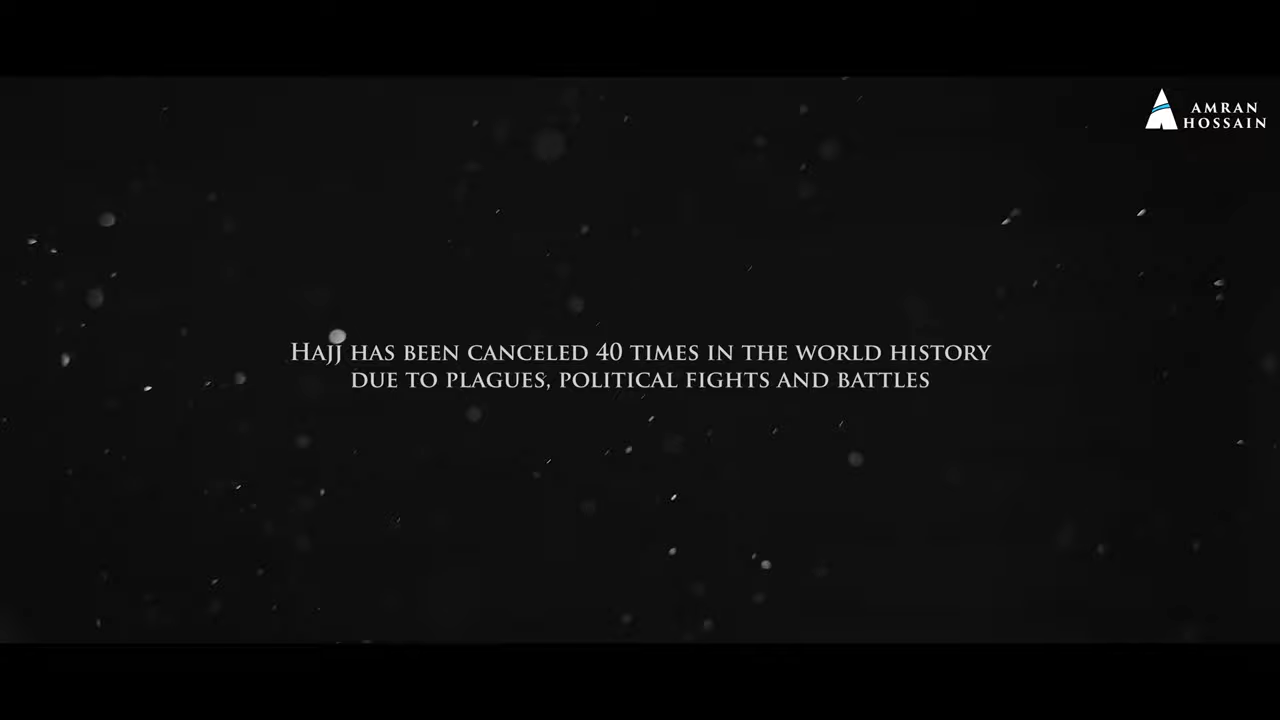 AMRAN
HOSSAIN
Hajj has been canceled 40 times in the world history
due to plagues, political fights and battles